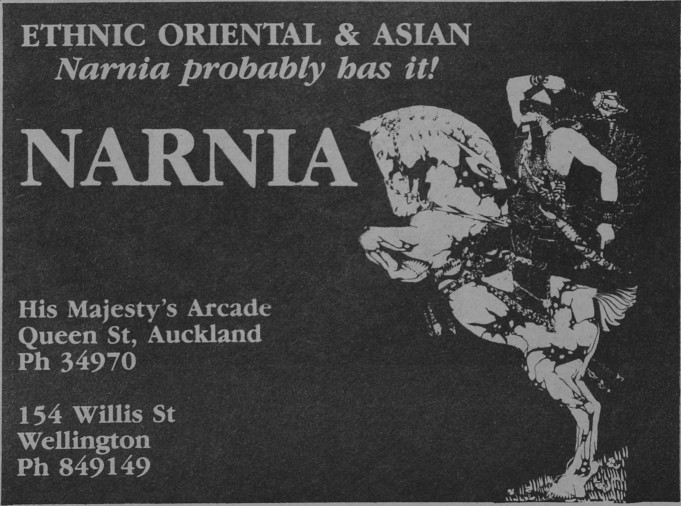 ETHNIC ORIENTAL & ASIAN
Narnia probably has it!
NARNIA
His Majesty's Arcade
Queen St, Auckland
Ph 34970
154 Willis St
Wellington
Ph 849149